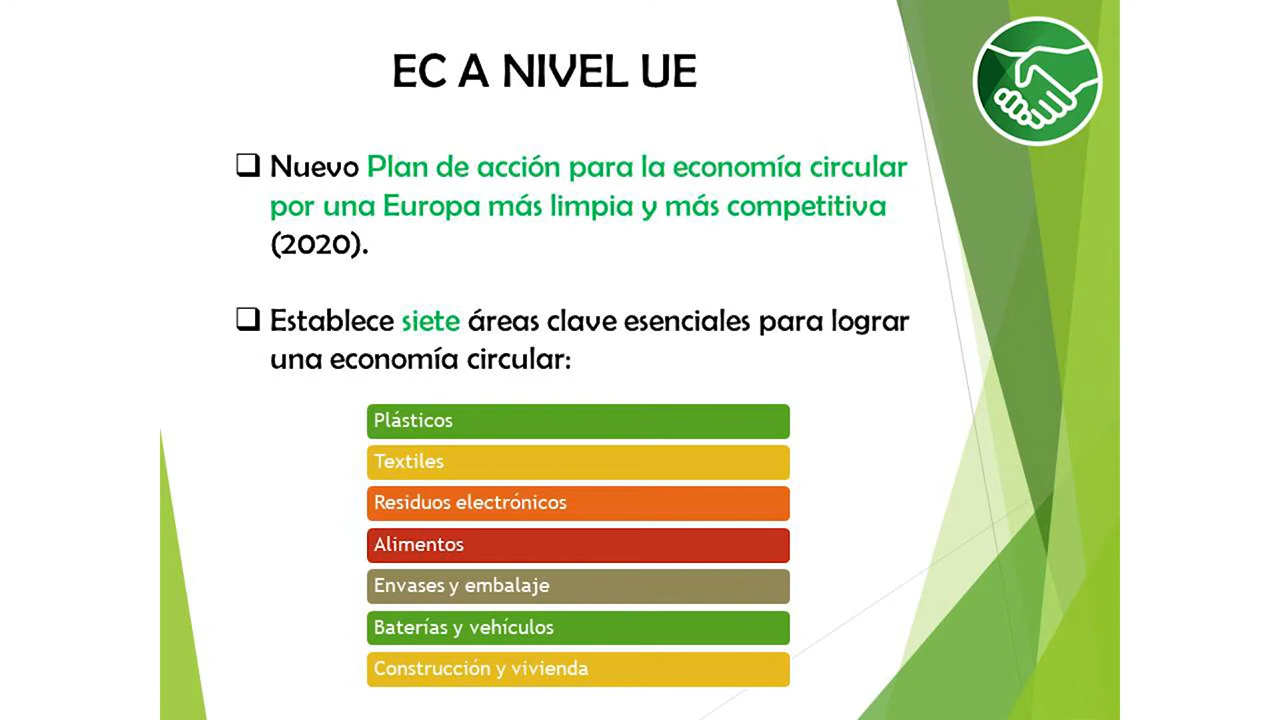 EC A NIVEL UE
Nuevo Plan de acción para la economía circular
por una Europa más limpia y más competitiva
(2020).
Establece siete áreas clave esenciales para lograr
una economía circular:
Plásticos
Textiles
Residuos electrónicos
Alimentos
Envases y embalaje
Baterías y vehículos
Construcción y vivienda